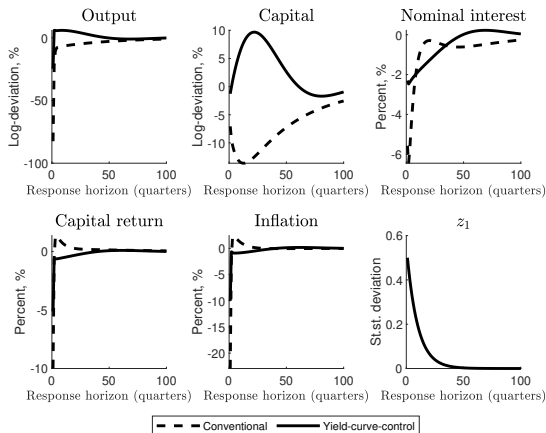 Output
Capital
Nominal interest
Log-deviation, %
0
-50
-100
0 50 100
Response horizon (quarters)
Log-deviation, %
10
5
0
-5
-10
0 50 100
Response horizon (quarters)
Percent, %
0
-2
-4
-6
0 50 100
Response horizon (quarters)
Capital return
Inflation
z1
Percent, %
0
-5
-10
0 50 100
Response horizon (quarters)
Percent, %
0
-5
-10
-15
-20
0 50 100
Response horizon (quarters)
St.st. deviation
0.6
0.4
0.2
0
0 50 100
Response horizon (quarters)
Conventional
Yield-curve-control